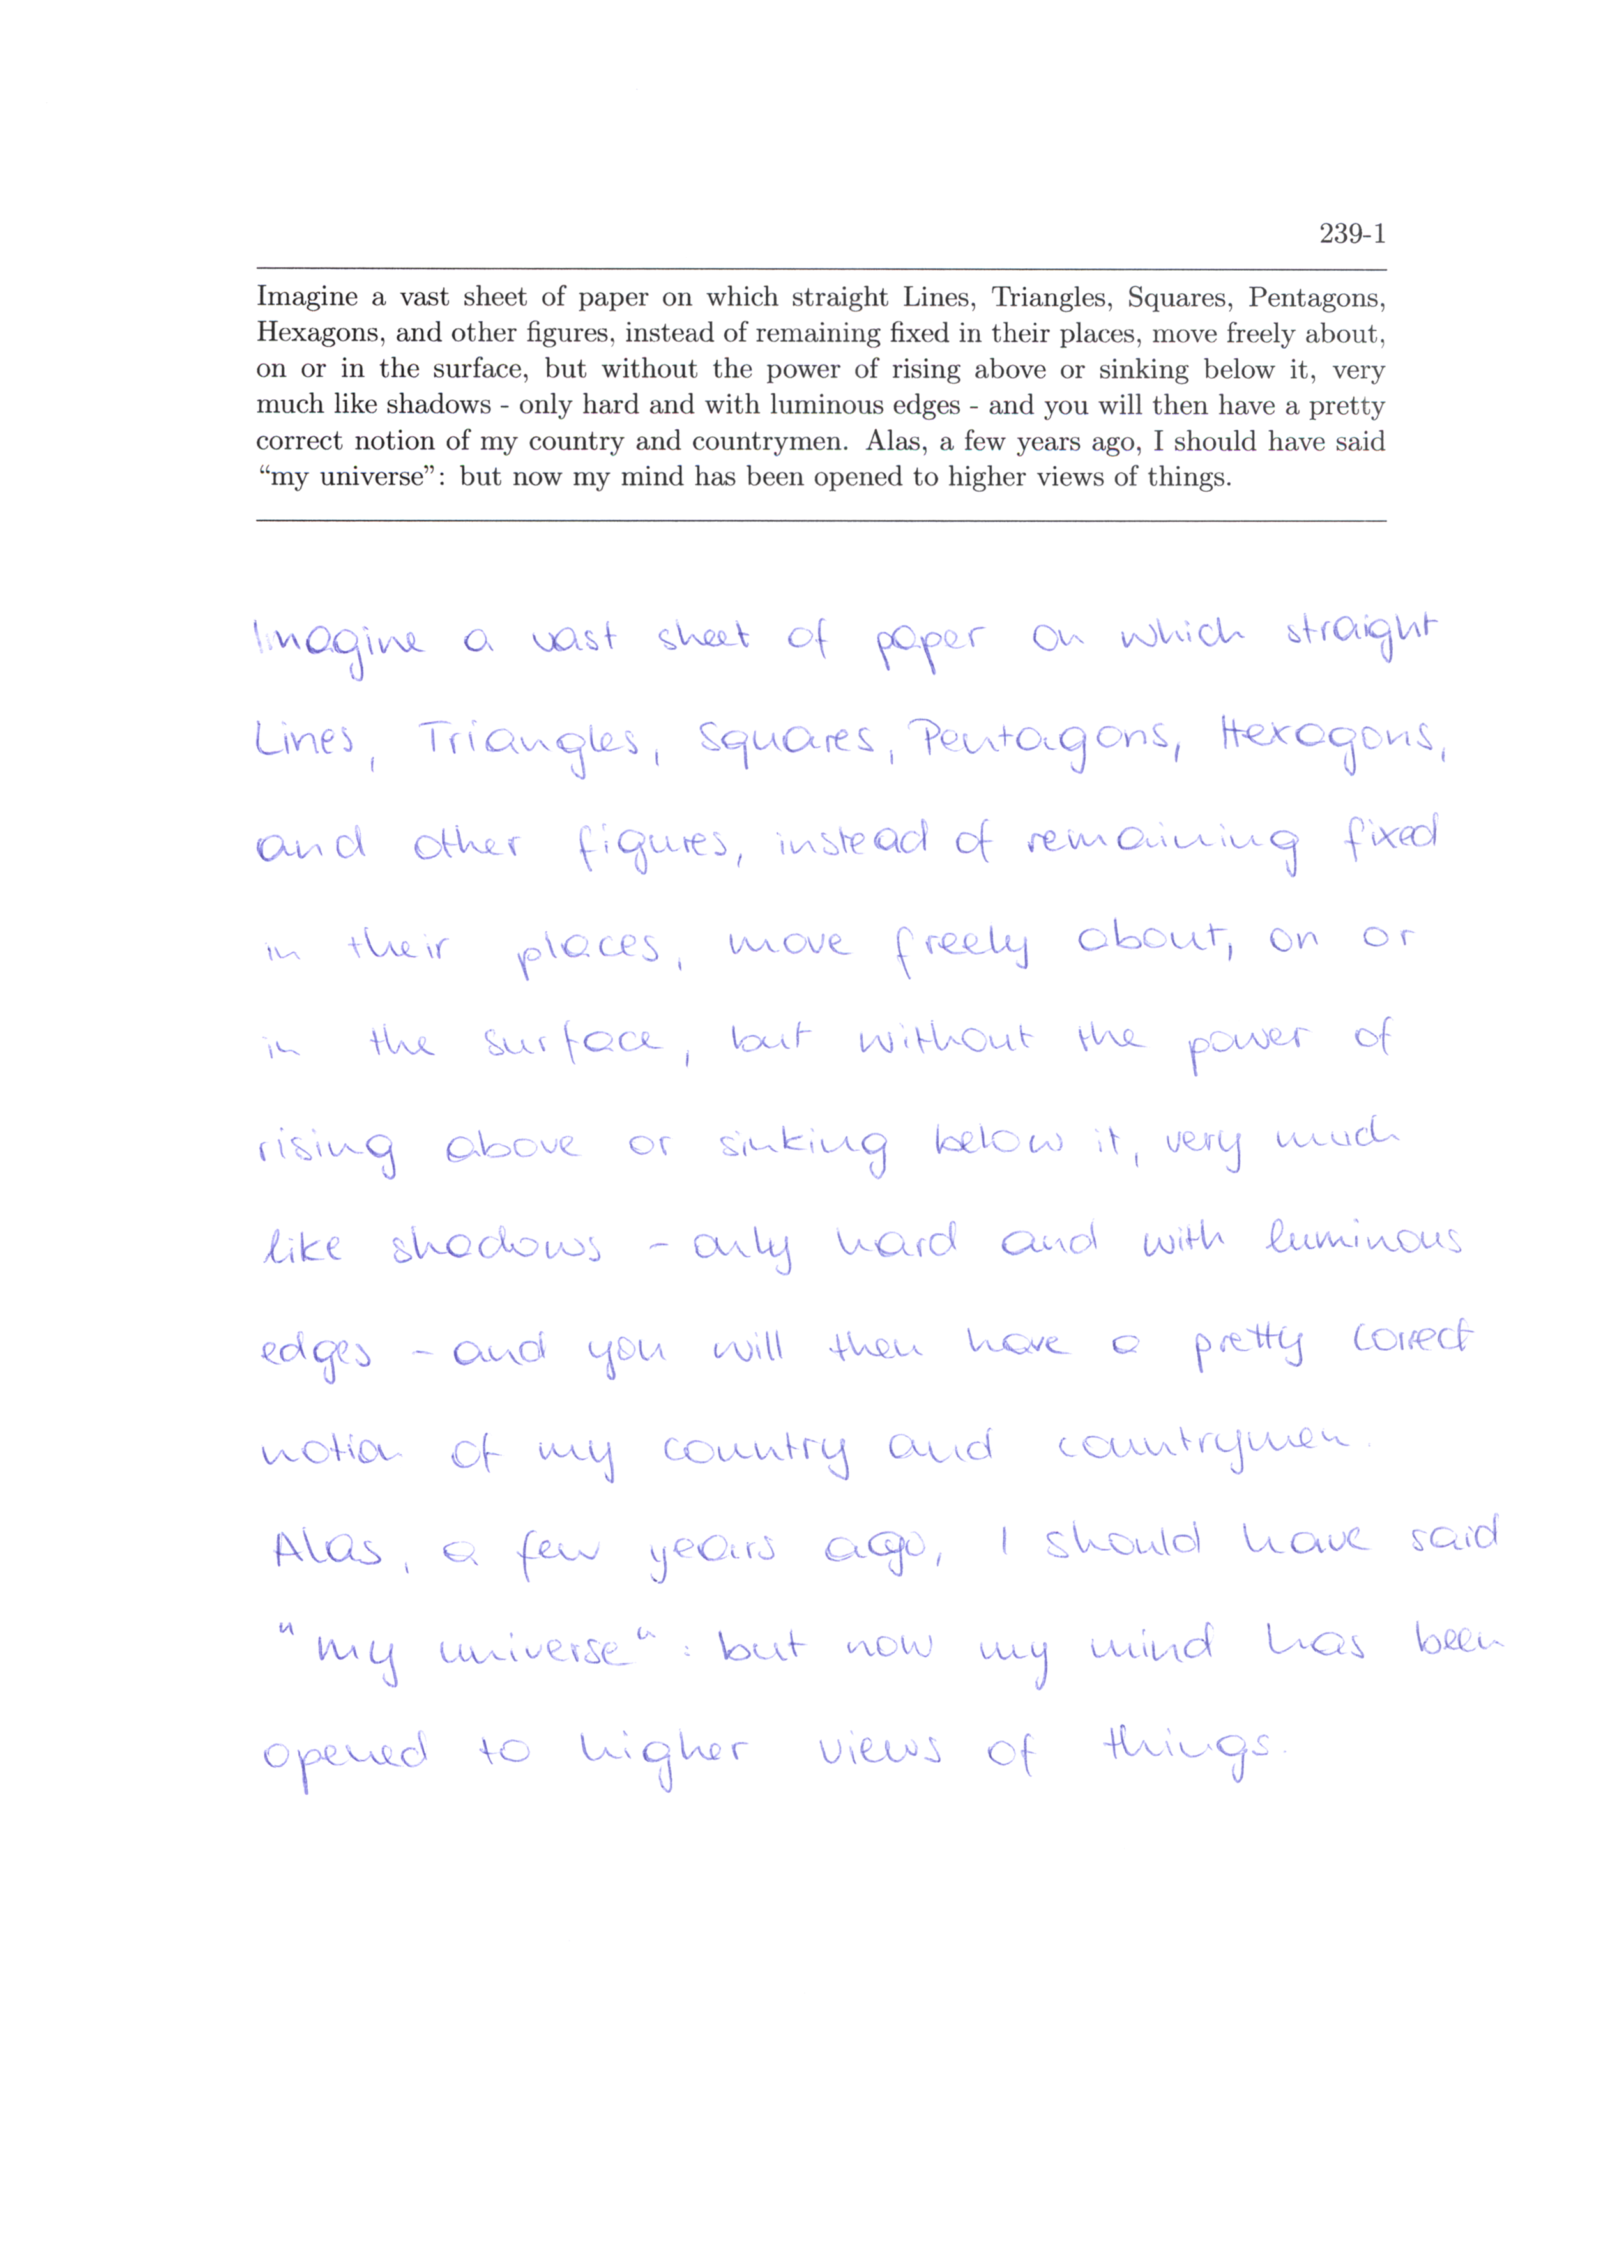 239-1
Imagine a vast sheet of paper on which straight Lines, Triangles, Squares, Pentagons,
Hexagons, and other figures, instead of remaining fixed in their places, move freely about,
on or in the surface, but without the power of rising above or sinking below it, very
much like shadows - only hard and with luminous edges - and you will then have a pretty
correct notion of my country and countrymen. Alas, a few years ago, I should have said
“my universe”: but now my mind has been opened to higher views of things.
Imagine a vast sheet of paper on which straight
Lines, Triangles, Squares, Pentagons, Hexagons,
and other figures, instead of remaining fixed
in their places, move freely about, on or
in the surface, but without the power of
rising above or sinking below it, very much
like shadows - only hard and with luminous
edges - and you will then have a pretty correct
notion of my country and countrymen.
Alas, a few years ago, I should have said
"my universe": but now my mind has been
opened to higher views of things.